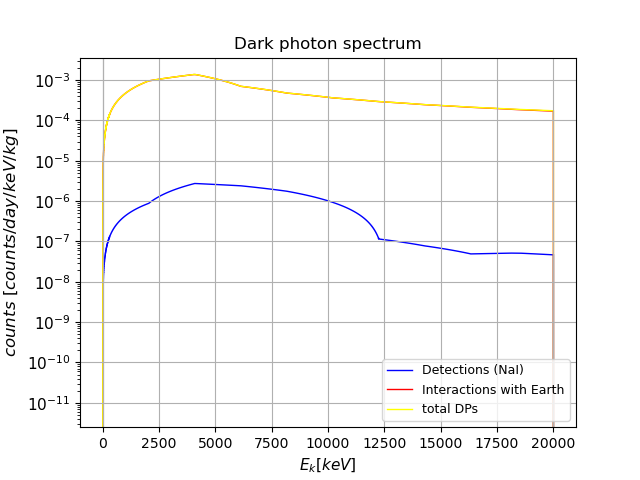 Dark photon spectrum
counts [counts/day/keV/kg]
10⁻³
10⁻⁴
10⁻⁵
10⁻⁶
10⁻⁷
10⁻⁸
10⁻⁹
10⁻¹⁰
10⁻¹¹
Detections (NaI)
Interactions with Earth
total DPs
0 2500 5000 7500 10000 12500 15000 17500 20000
E_k[keV]